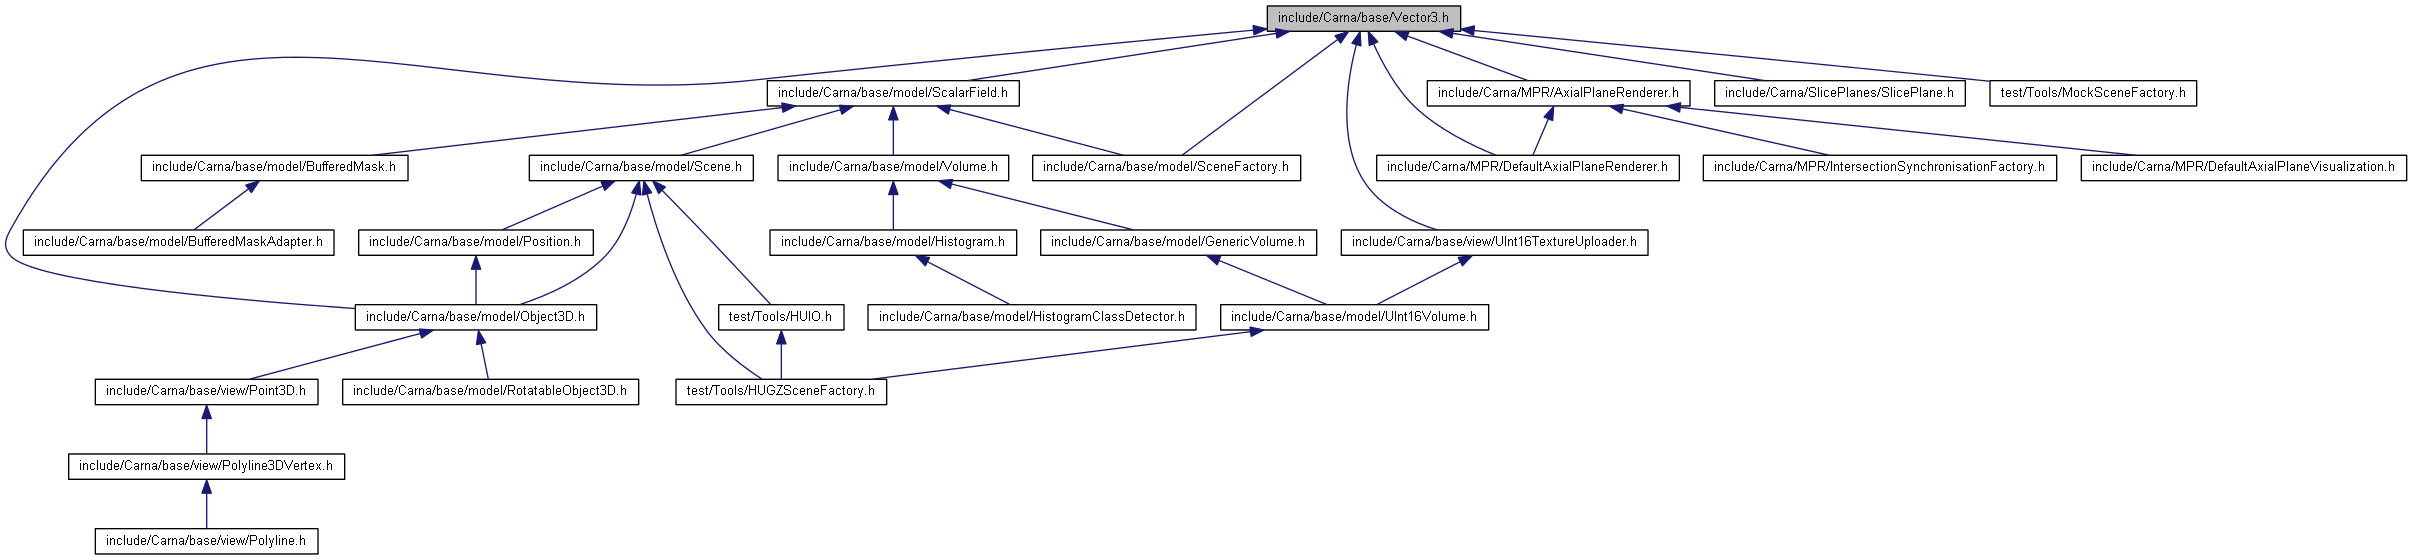 include/Carna/base/Vector3.h
include/Carna/base/model/ScalarField.h
include/Carna/MPR/AxialPlaneRenderer.h
include/Carna/SlicePlanes/SlicePlane.h
test/Tools/MockSceneFactory.h
include/Carna/base/model/BufferedMask.h
include/Carna/base/model/Scene.h
include/Carna/base/model/Volume.h
include/Carna/base/model/SceneFactory.h
include/Carna/MPR/DefaultAxialPlaneRenderer.h
include/Carna/MPR/IntersectionSynchronisationFactory.h
include/Carna/MPR/DefaultAxialPlaneVisualization.h
include/Carna/base/model/BufferedMaskAdapter.h
include/Carna/base/model/Position.h
include/Carna/base/model/Histogram.h
include/Carna/base/model/GenericVolume.h
include/Carna/base/view/UInt16TextureUploader.h
include/Carna/base/model/Object3D.h
test/Tools/HUIO.h
include/Carna/base/model/HistogramClassDetector.h
include/Carna/base/model/UInt16Volume.h
include/Carna/base/view/Point3D.h
include/Carna/base/model/RotatableObject3D.h
test/Tools/HUGZSceneFactory.h
include/Carna/base/view/Polyline3DVertex.h
include/Carna/base/view/Polyline.h